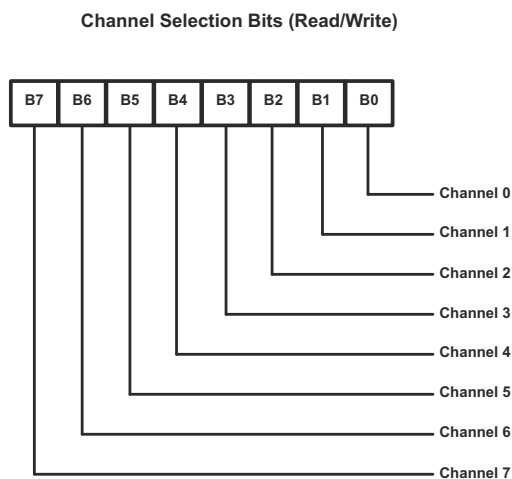 Channel Selection Bits (Read/Write)
B7 B6 B5 B4 B3 B2 B1 B0
Channel 0
Channel 1
Channel 2
Channel 3
Channel 4
Channel 5
Channel 6
Channel 7